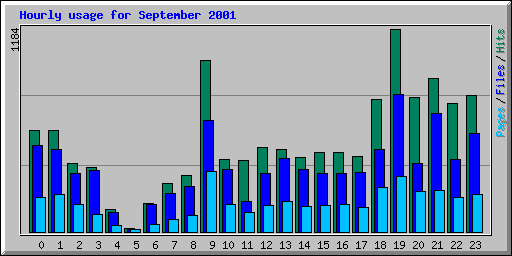 Hourly usage for September 2001
1184
Pages / Files / Hits
0 1 2 3 4 5 6 7 8 9 10 11 12 13 14 15 16 17 18 19 20 21 22 23